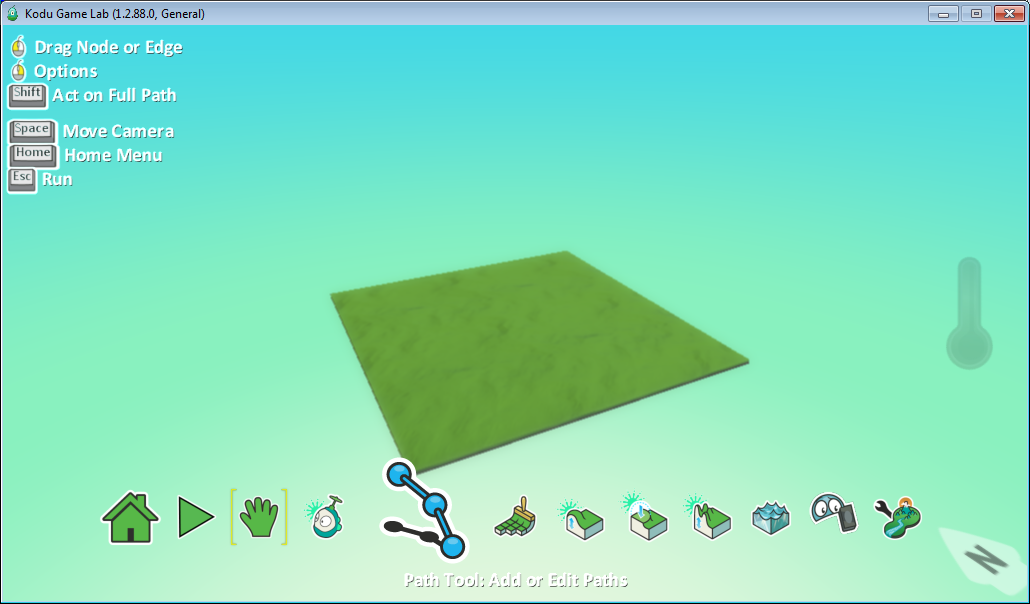 Kodu Game Lab (1.2.88.0, General)
Drag Node or Edge
Options
Shift Act on Full Path
Space Move Camera
Home Home Menu
Esc Run
Path Tool: Add or Edit Paths
N